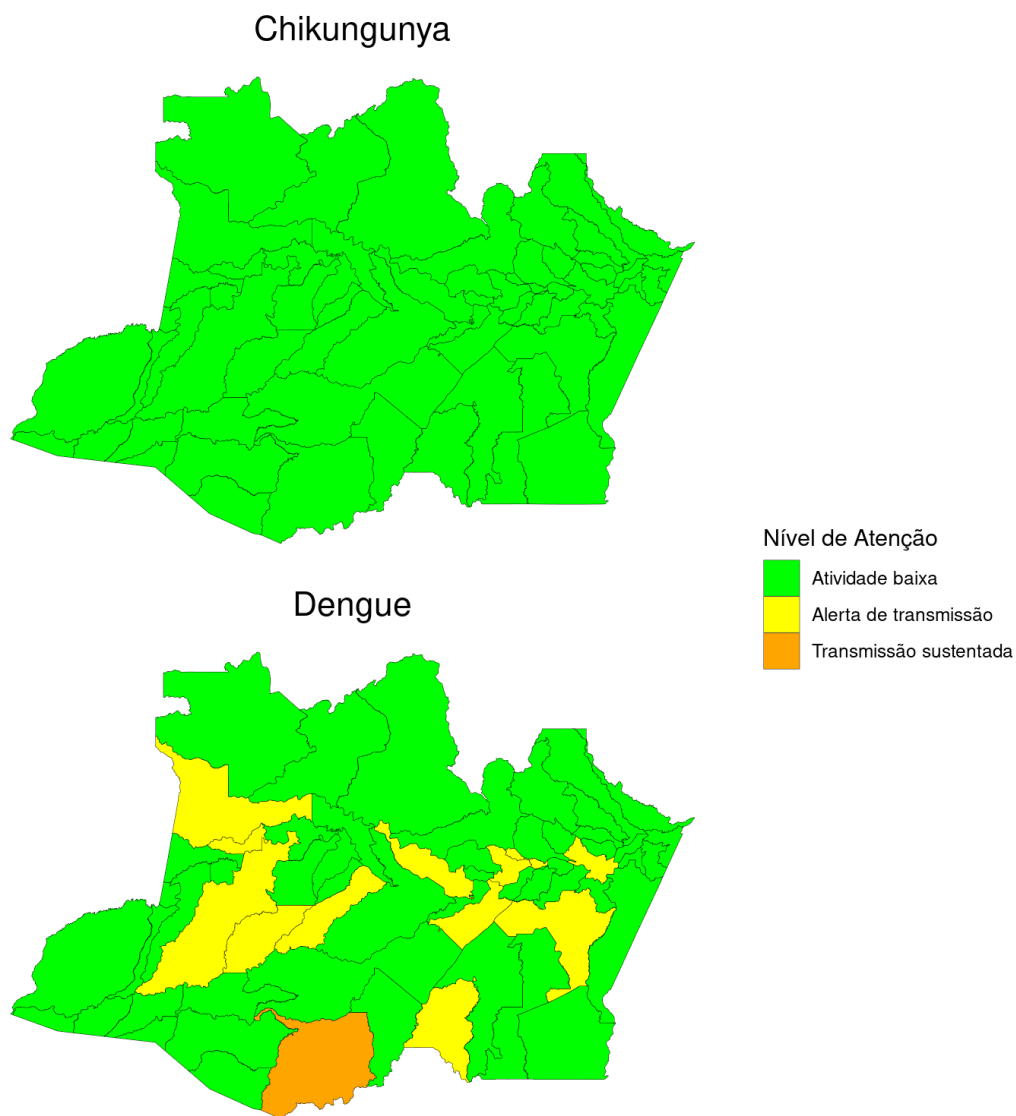 Chikungunya
Nível de Atenção
Atividade baixa
Alerta de transmissão
Transmissão sustentada
Dengue